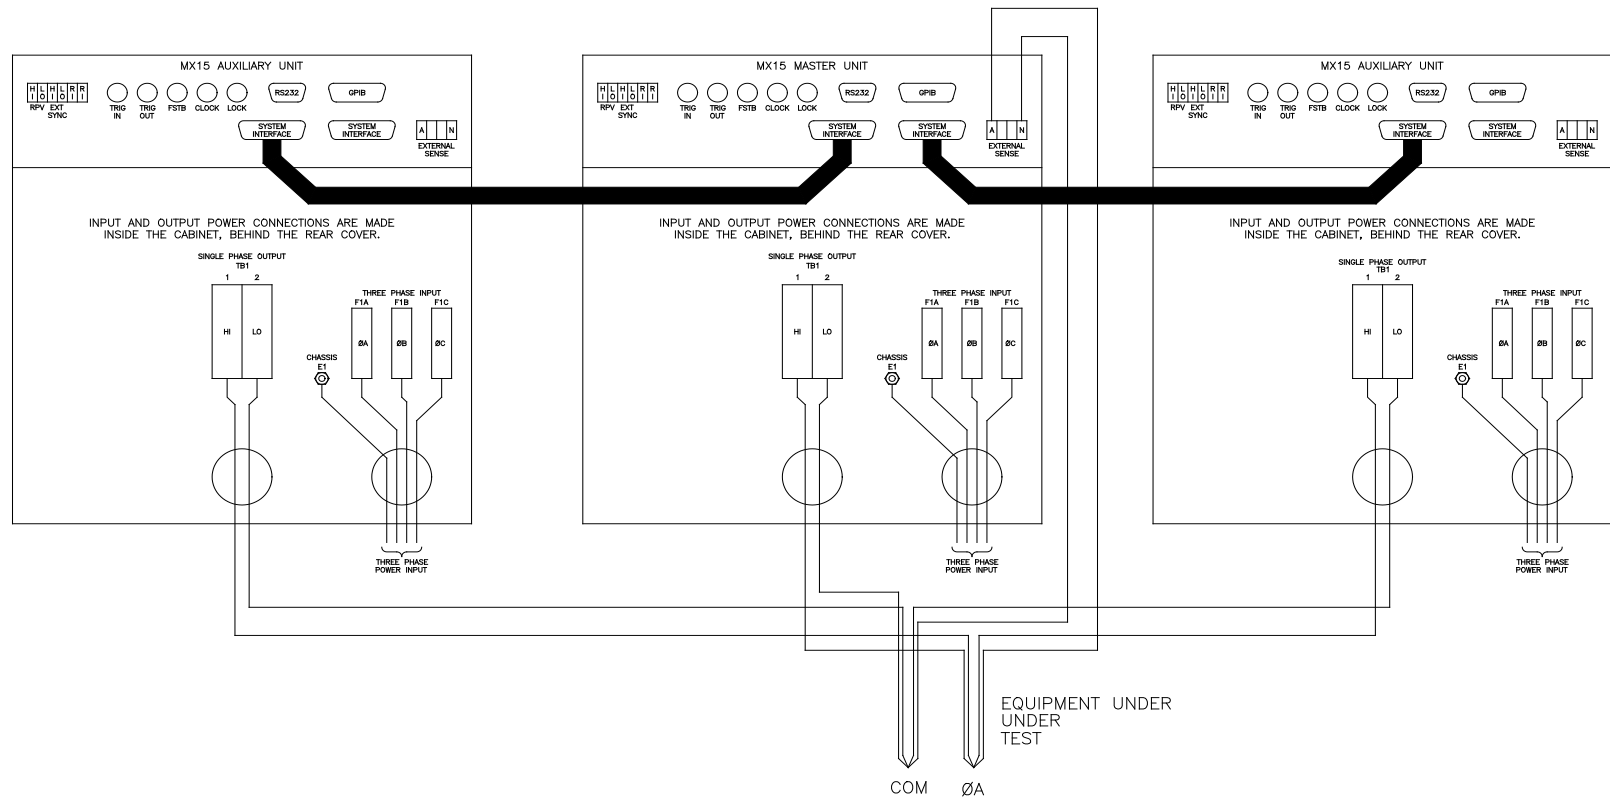 MX15 AUXILIARY UNIT
H I L O H I L O R I R I
RPV EXT
SYNC
TRIG IN
TRIG OUT
FSTB
CLOCK
LOCK
RS232
GPIB
SYSTEM INTERFACE
SYSTEM INTERFACE
A N
EXTERNAL SENSE
INPUT AND OUTPUT POWER CONNECTIONS ARE MADE
INSIDE THE CABINET, BEHIND THE REAR COVER.
SINGLE PHASE OUTPUT
TB1
1 2
HI LO
THREE PHASE INPUT
F1A F1B F1C
ØA ØB ØC
CHASSIS
E1
THREE PHASE
POWER INPUT
MX15 MASTER UNIT
H I L O H I L O R I R I
RPV EXT
SYNC
TRIG IN
TRIG OUT
FSTB
CLOCK
LOCK
RS232
GPIB
SYSTEM INTERFACE
SYSTEM INTERFACE
A N
EXTERNAL SENSE
INPUT AND OUTPUT POWER CONNECTIONS ARE MADE
INSIDE THE CABINET, BEHIND THE REAR COVER.
SINGLE PHASE OUTPUT
TB1
1 2
HI LO
THREE PHASE INPUT
F1A F1B F1C
ØA ØB ØC
CHASSIS
E1
THREE PHASE
POWER INPUT
MX15 AUXILIARY UNIT
H I L O H I L O R I R I
RPV EXT
SYNC
TRIG IN
TRIG OUT
FSTB
CLOCK
LOCK
RS232
GPIB
SYSTEM INTERFACE
SYSTEM INTERFACE
A N
EXTERNAL SENSE
INPUT AND OUTPUT POWER CONNECTIONS ARE MADE
INSIDE THE CABINET, BEHIND THE REAR COVER.
SINGLE PHASE OUTPUT
TB1
1 2
HI LO
THREE PHASE INPUT
F1A F1B F1C
ØA ØB ØC
CHASSIS
E1
THREE PHASE
POWER INPUT
EQUIPMENT UNDER
UNDER
TEST
COM ØA